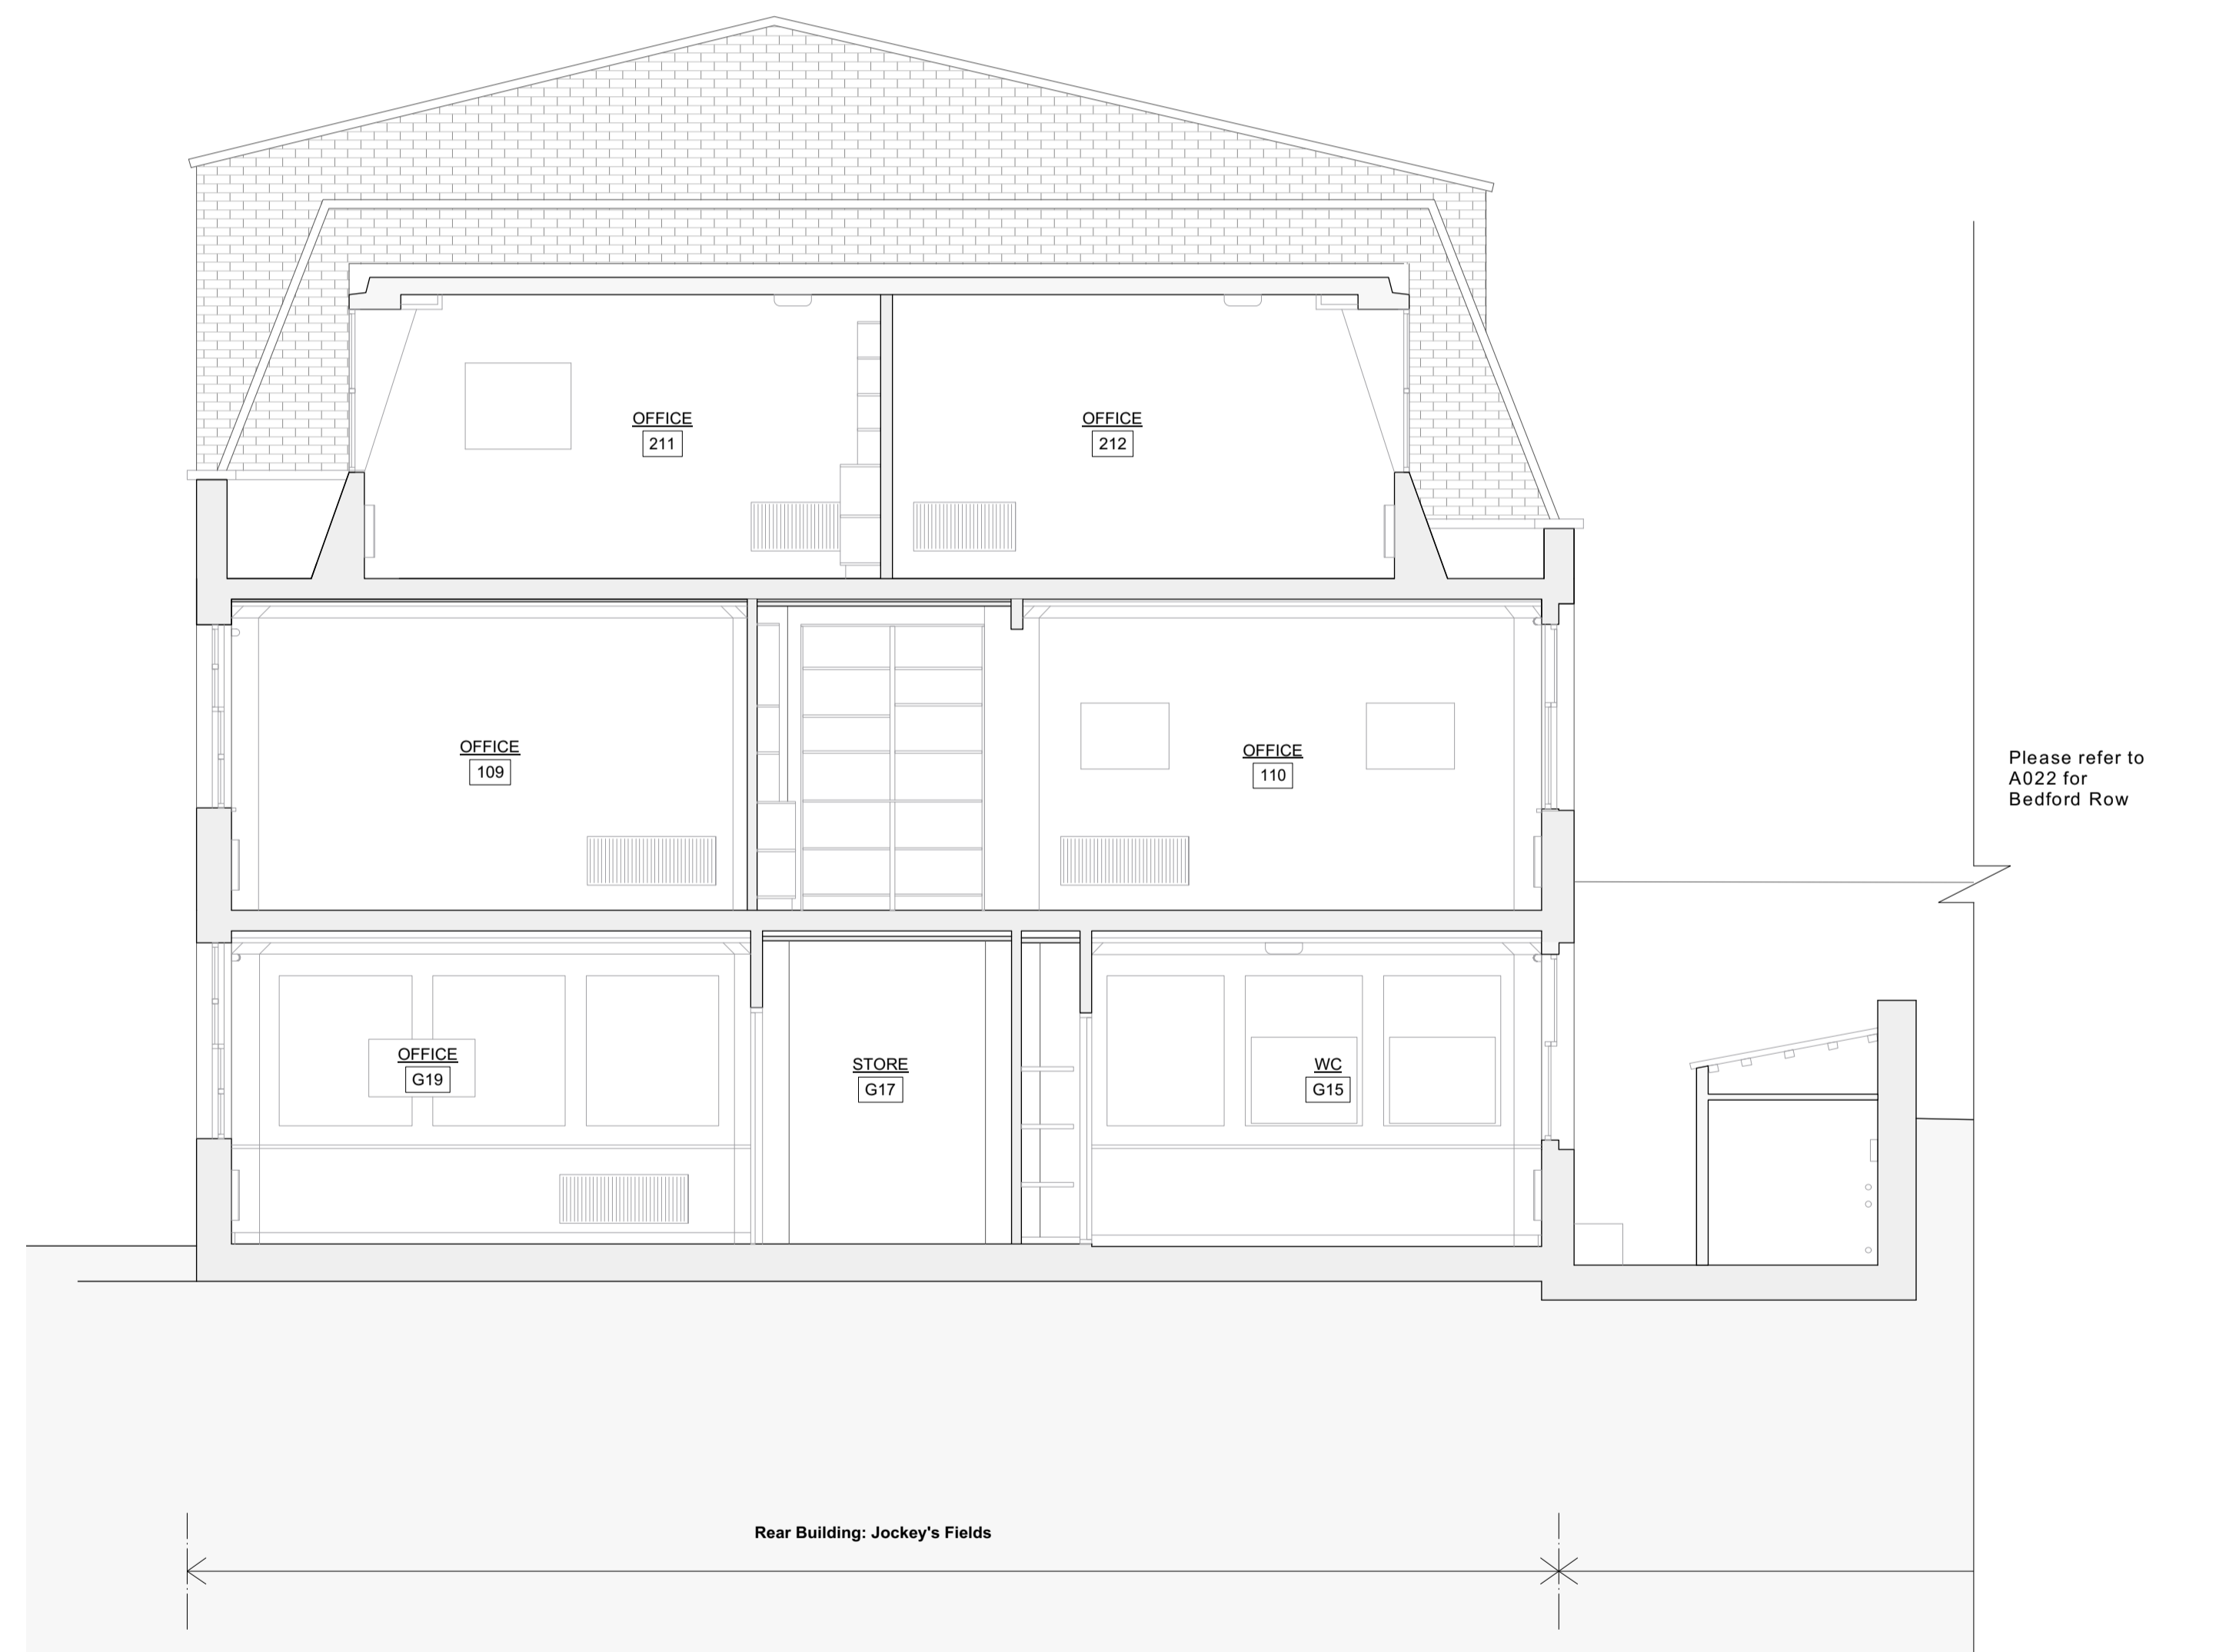 OFFICE
211
OFFICE
212
OFFICE
109
OFFICE
110
Please refer to
A022 for
Bedford Row
OFFICE
G19
STORE
G17
WC
G15
Rear Building: Jockey's Fields